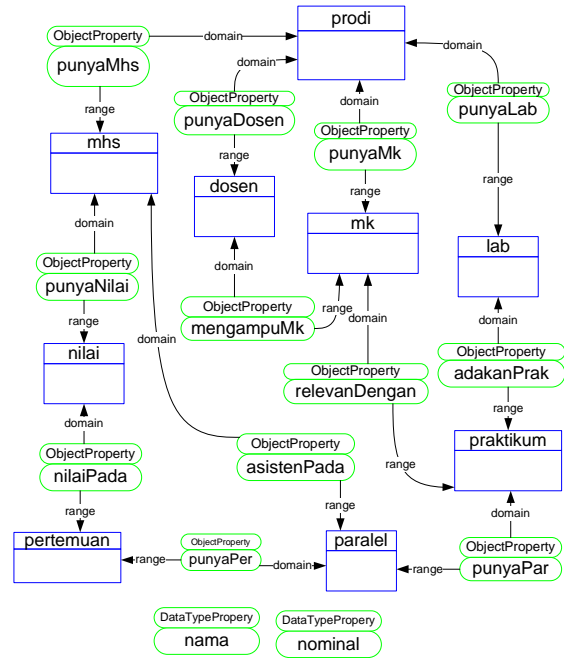 prodi
ObjectProperty
punyaMhs
domain
domain
domain
ObjectProperty
punyaDosen
ObjectProperty
punyaLab
domain
range
ObjectProperty
punyaMk
mhs
range
dosen
range
range
mk
domain
lab
ObjectProperty
punyaNilai
domain
domain
ObjectProperty
mengampuMk
range
domain
domain
range
nilai
ObjectProperty
relevanDengan
ObjectProperty
adakanPrak
domain
range
ObjectProperty
nilaiPada
ObjectProperty
asistenPada
praktikum
range
range
range
domain
pertemuan
range
ObjectProperty
punyaPer
domain
paralel
range
ObjectProperty
punyaPar
DataTypePropery
nama
DataTypePropery
nominal